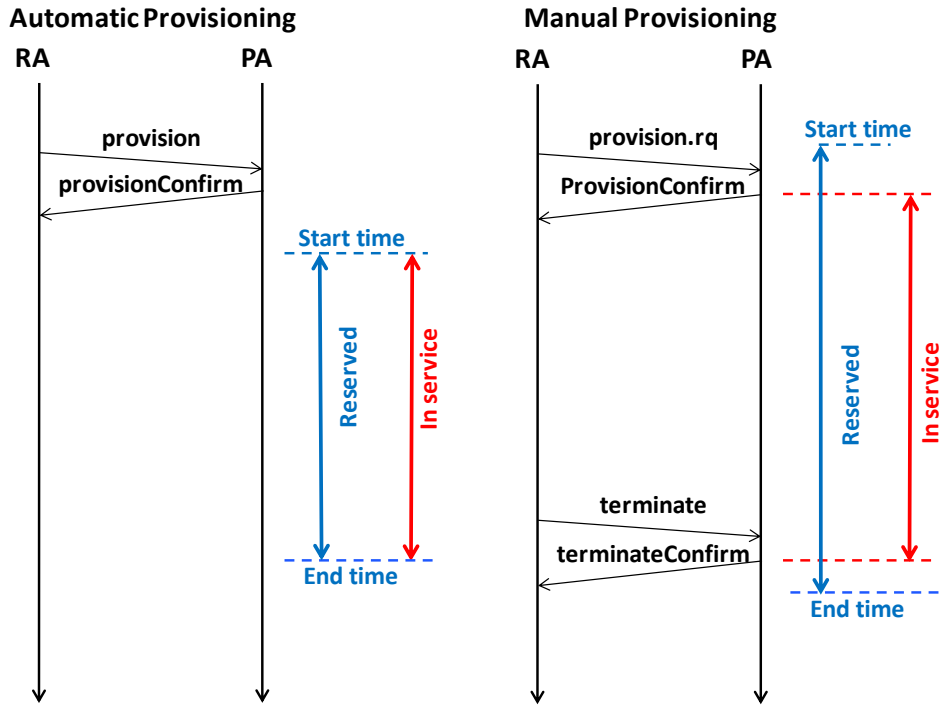 Automatic Provisioning
RA PA
provision
provisionConfirm
Start time
Reserved
In service
End time
Manual Provisioning
RA PA
provision.rq
ProvisionConfirm
Start time
Reserved
In service
terminate
terminateConfirm
End time